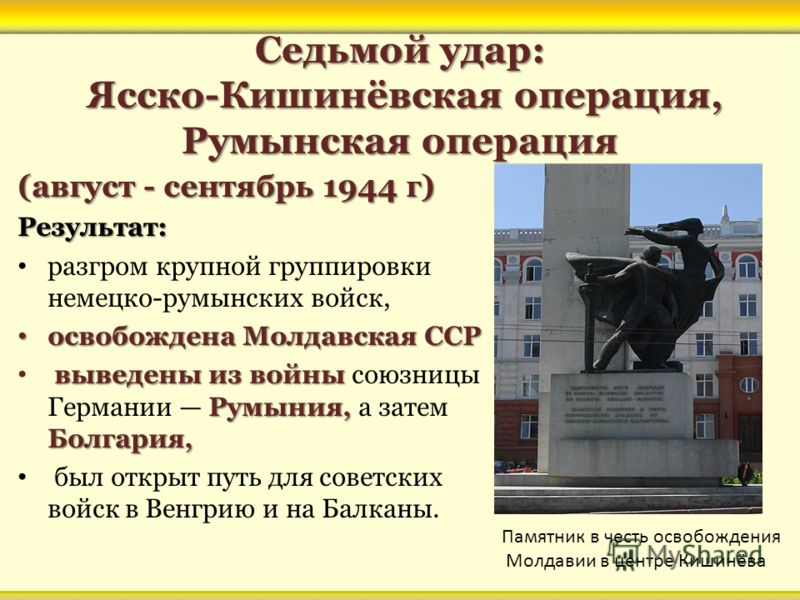 Седьмой удар:
Ясско-Кишинёвская операция,
Румынская операция
(август - сентябрь 1944 г)
Результат:
• разгром крупной группировки
немецко-румынских войск,
• освобождена Молдавская ССР
• выведены из войны союзницы
Германии — Румыния, а затем
Болгария,
• был открыт путь для советских
войск в Венгрию и на Балканы.
Памятник в честь освобождения
Молдавии в центре Кишинёва
MyShared